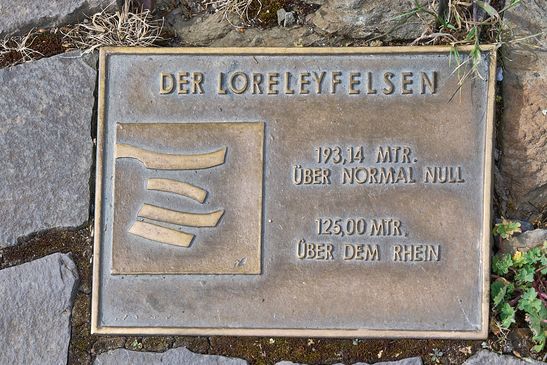 DER LORELEYFELSEN
193,14 MTR.
ÜBER NORMAL NULL
125,00 MTR.
ÜBER DEM RHEIN